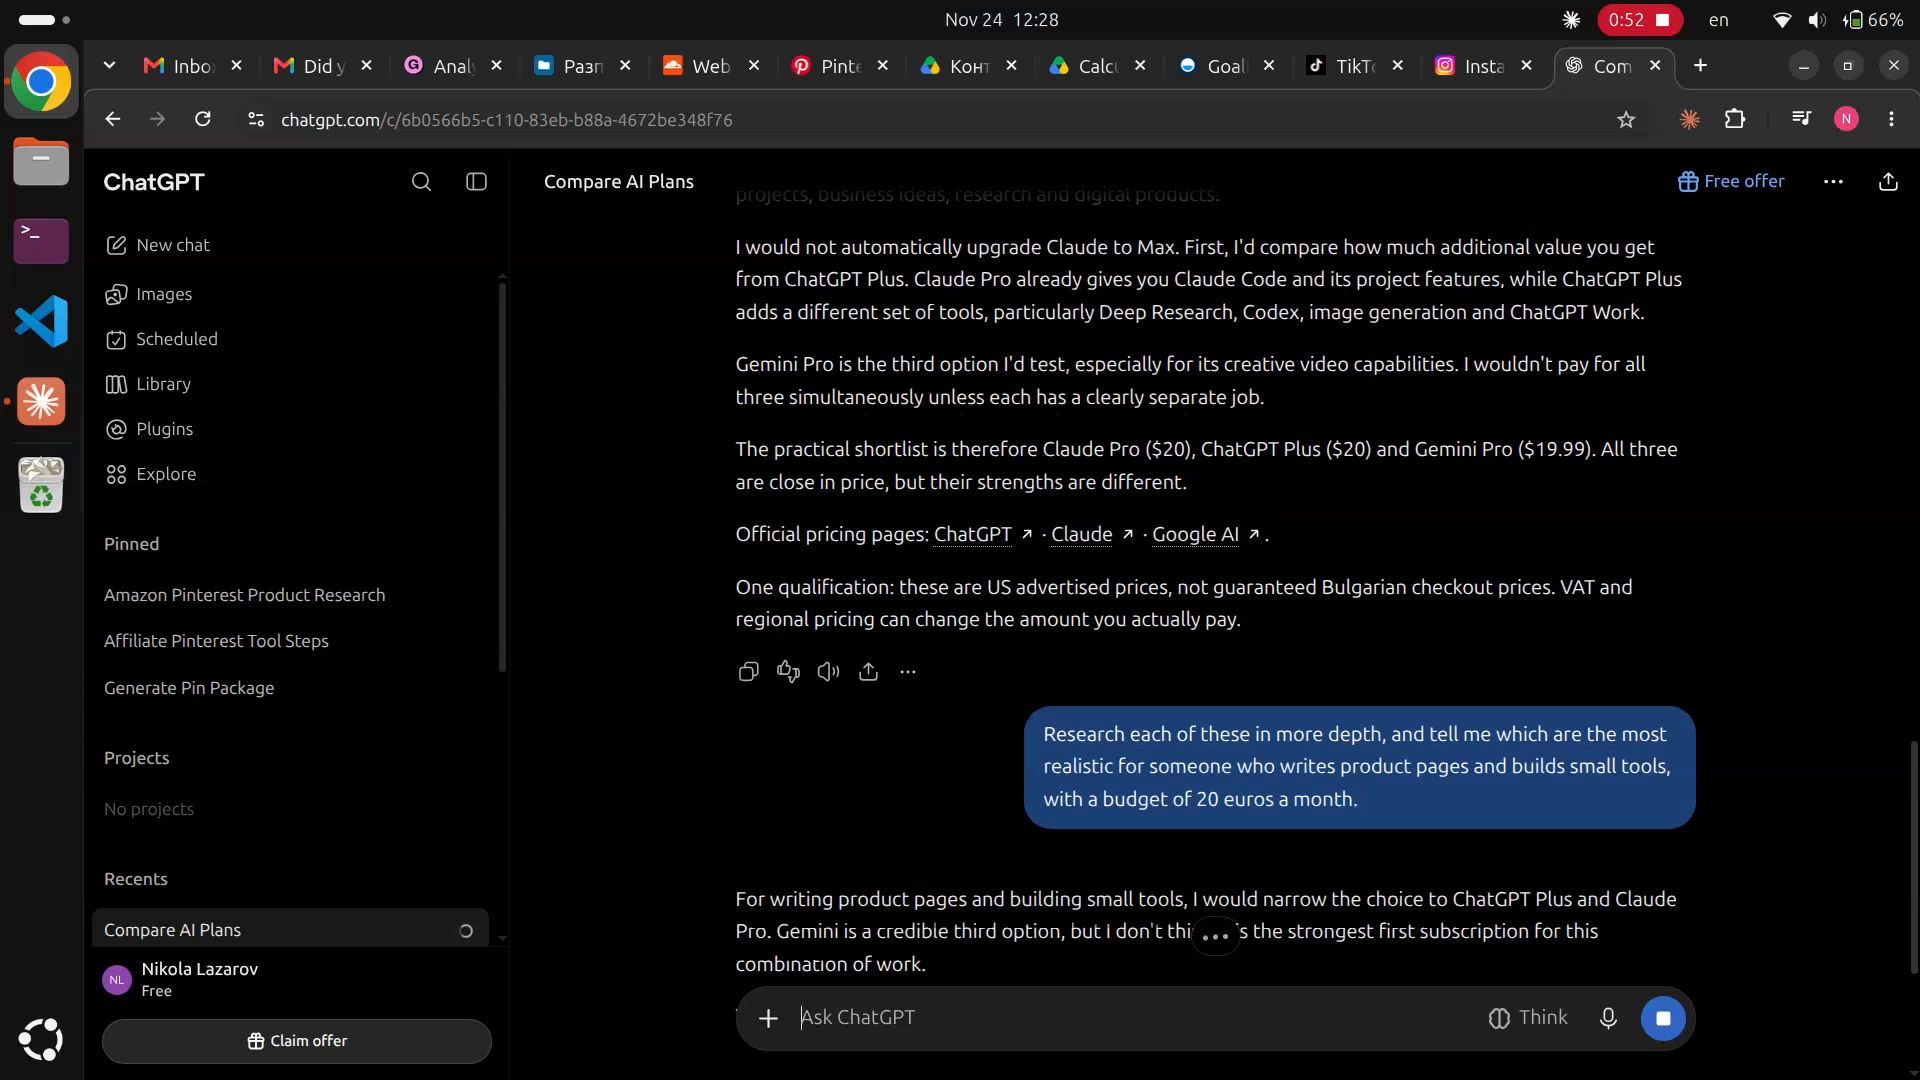 Nov 24 12:28
0:52
en
66%
Inbo
Did y
Anal
Разп
Web
Pint
Конт
Calc
Goal
TikTo
Insta
Com
chatgpt.com/c/6b0566b5-c110-83eb-b88a-4672be348f76
N
ChatGPT
New chat
Images
Scheduled
Library
Plugins
Explore
Pinned
Amazon Pinterest Product Research
Affiliate Pinterest Tool Steps
Generate Pin Package
Projects
No projects
Recents
Compare AI Plans
NL
Nikola Lazarov
Free
Claim offer
Compare AI Plans
Free offer
projects, business ideas, research and digital products.
I would not automatically upgrade Claude to Max. First, I'd compare how much additional value you get
from ChatGPT Plus. Claude Pro already gives you Claude Code and its project features, while ChatGPT Plus
adds a different set of tools, particularly Deep Research, Codex, image generation and ChatGPT Work.
Gemini Pro is the third option I'd test, especially for its creative video capabilities. I wouldn't pay for all
three simultaneously unless each has a clearly separate job.
The practical shortlist is therefore Claude Pro ($20), ChatGPT Plus ($20) and Gemini Pro ($19.99). All three
are close in price, but their strengths are different.
Official pricing pages: ChatGPT ↗ · Claude ↗ · Google AI ↗ .
One qualification: these are US advertised prices, not guaranteed Bulgarian checkout prices. VAT and
regional pricing can change the amount you actually pay.
Research each of these in more depth, and tell me which are the most
realistic for someone who writes product pages and builds small tools,
with a budget of 20 euros a month.
For writing product pages and building small tools, I would narrow the choice to ChatGPT Plus and Claude
Pro. Gemini is a credible third option, but I don't thi s the strongest first subscription for this
combination of work.
Ask ChatGPT
Think